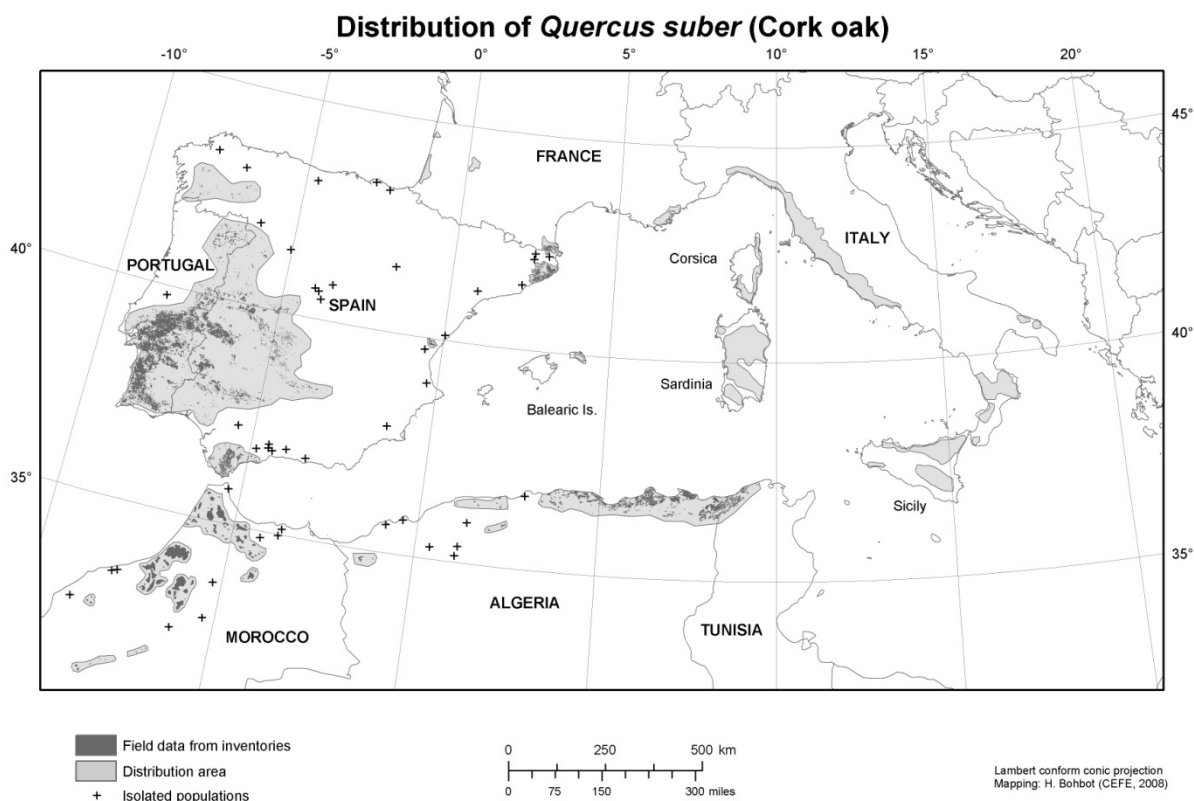 Distribution of Quercus suber (Cork oak)
-10° -5° 0° 5° 10° 15° 20°
45°
FRANCE
ITALY
Corsica
40°
PORTUGAL
SPAIN
40°
Sardinia
Balearic Is.
35°
Sicily
35°
ALGERIA
TUNISIA
MOROCCO
Field data from inventories
Distribution area
Isolated populations
0 250 500 km
0 75 150 300 miles
Lambert conform conic projection
Mapping: H. Bohbot (CEFE, 2008)